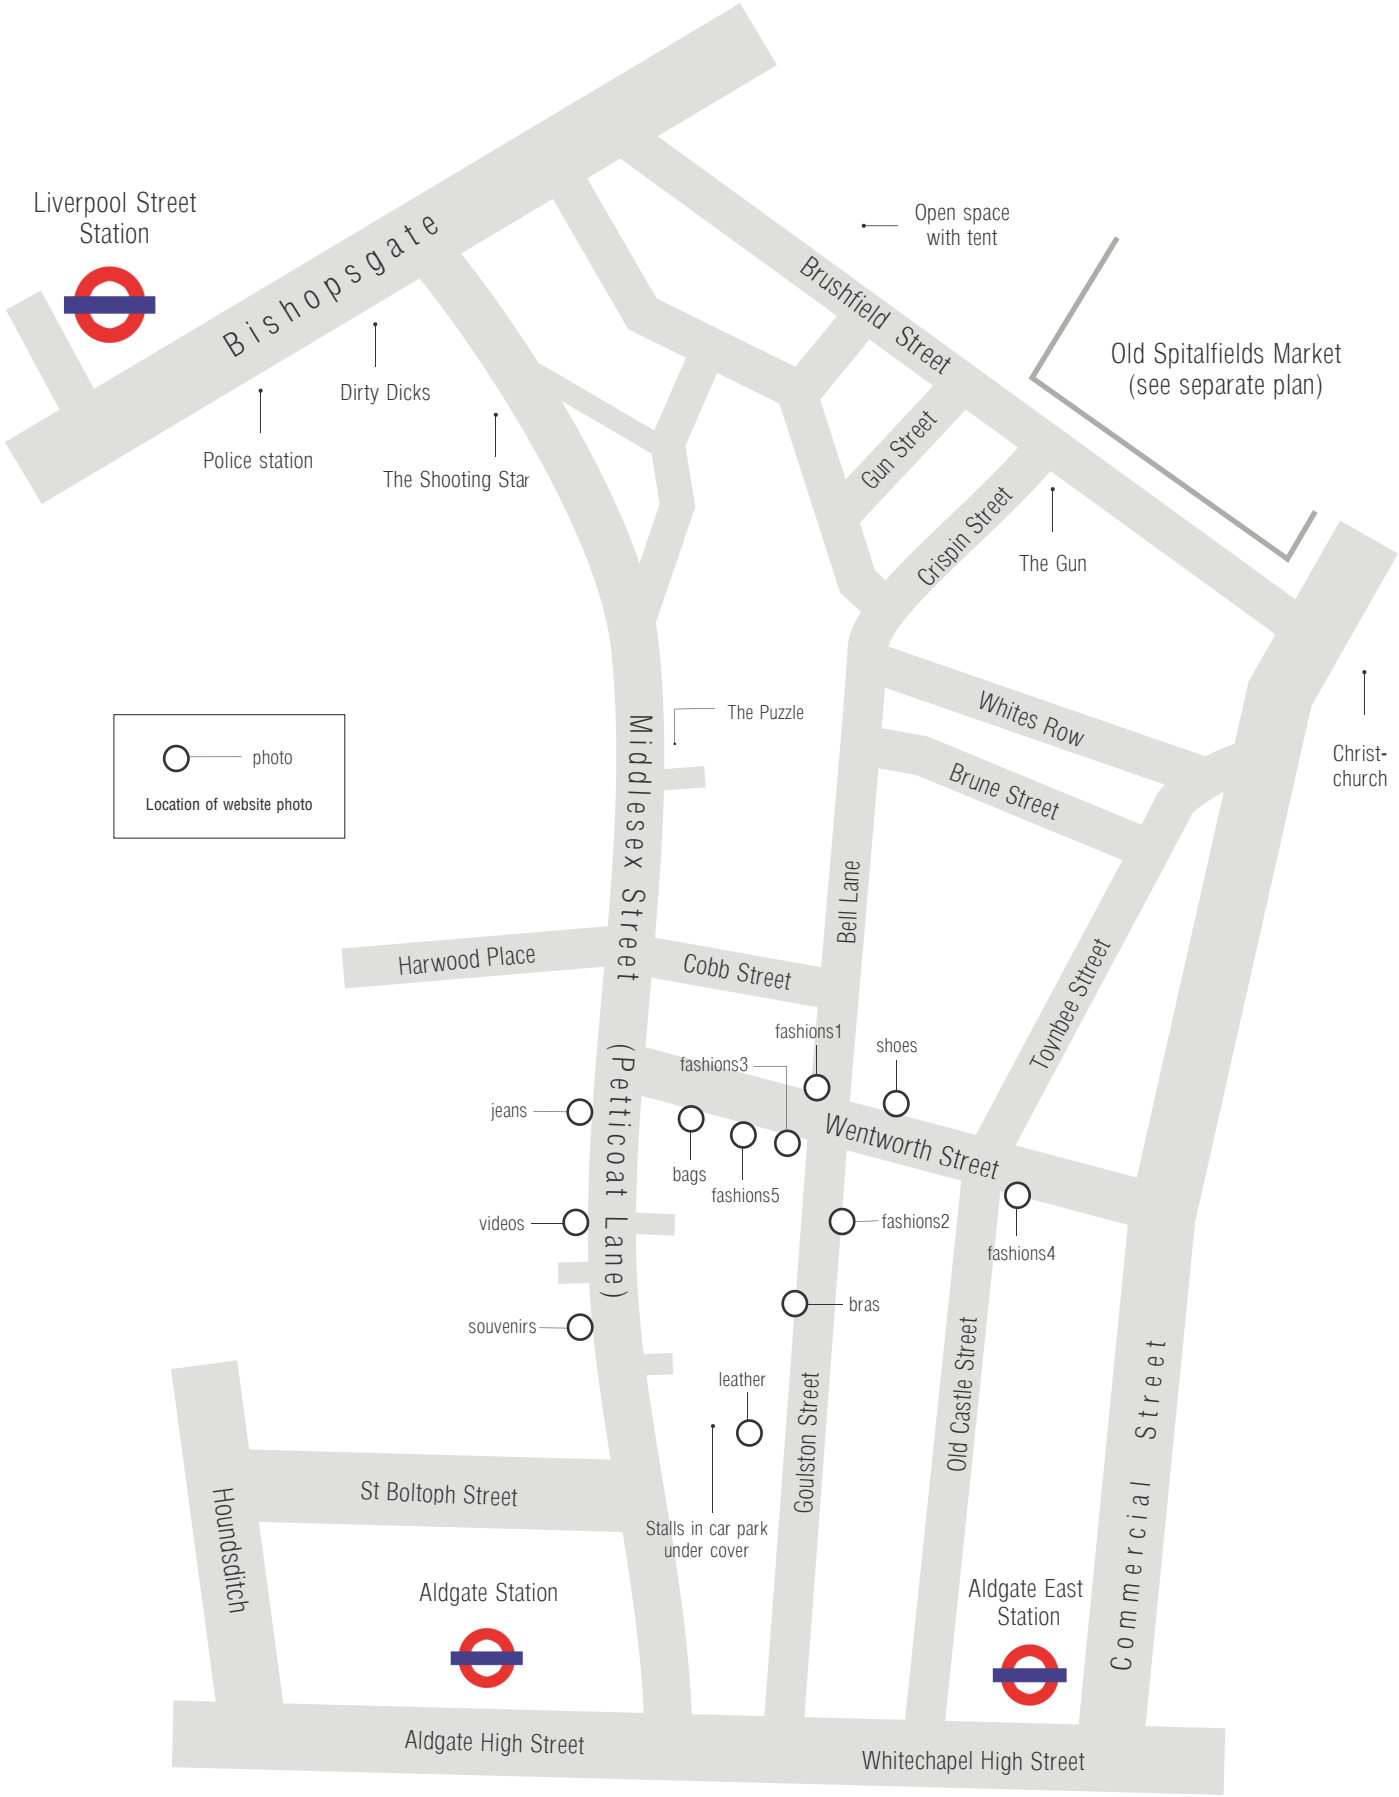 Liverpool Street
Station
Bishopsgate
Open space
with tent
Brushfield Street
Old Spitalfields Market
(see separate plan)
Dirty Dicks
Police station
The Shooting Star
Gun Street
Crispin Street
The Gun
Whites Row
The Puzzle
Middlesex Street
photo
Location of website photo
Christ-
church
Brune Street
Bell Lane
Harwood Place
Cobb Street
Toynbee Sttreet
fashions1
shoes
fashions3
(Petticoat Lane)
jeans
Wentworth Street
bags
fashions5
videos
fashions2
fashions4
bras
souvenirs
leather
Goulston Street
Old Castle Street
Commercial Street
St Boltoph Street
Houndsditch
Stalls in car park
under cover
Aldgate Station
Aldgate East
Station
Aldgate High Street
Whitechapel High Street